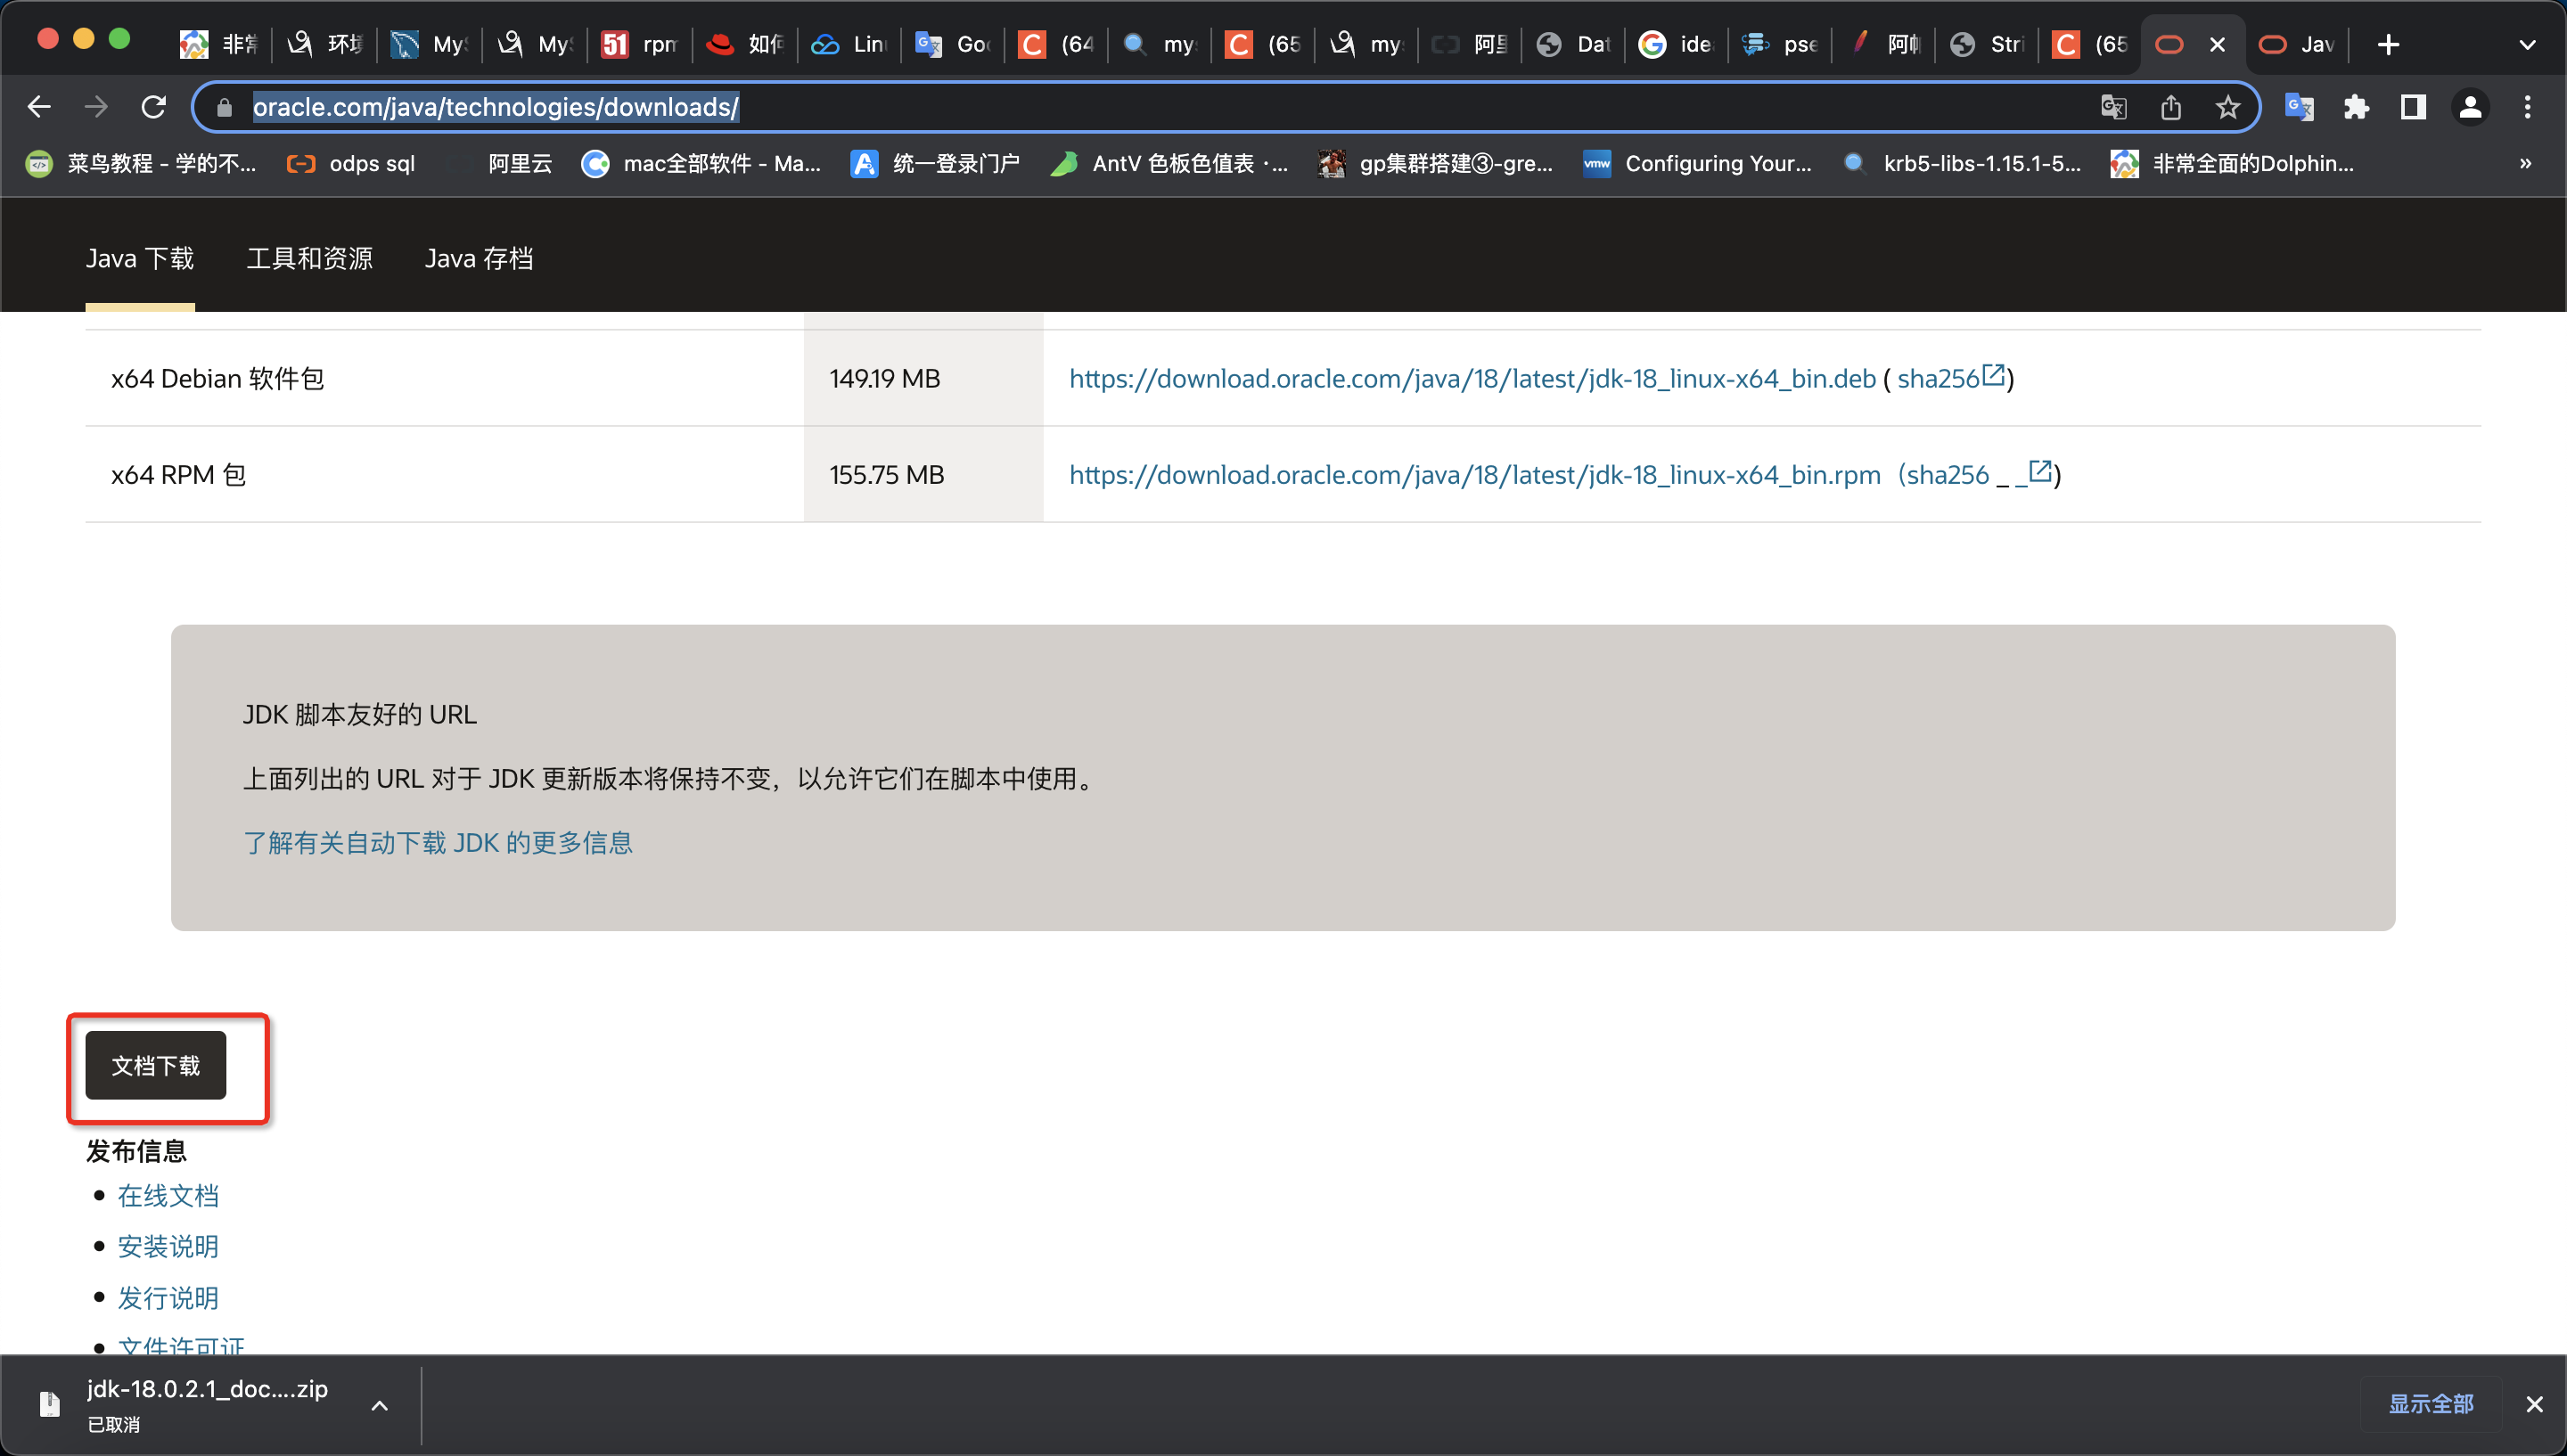 非常 环境 MyS MyS rpm 如何 Linu Goo (64 my (65 my 阿里 Dat ide pse 阿帕 Stri (65 Jav
oracle.com/java/technologies/downloads/
菜鸟教程 - 学的不... odps sql 阿里云 mac全部软件 - Ma... 统一登录门户 AntV 色板色值表 ·... gp集群搭建③-gre... Configuring Your... krb5-libs-1.15.1-5... 非常全面的Dolphin... »
Java 下载 工具和资源 Java 存档
x64 Debian 软件包 149.19 MB https://download.oracle.com/java/18/latest/jdk-18_linux-x64_bin.deb ( sha256)
x64 RPM 包 155.75 MB https://download.oracle.com/java/18/latest/jdk-18_linux-x64_bin.rpm（sha256 _ _)
JDK 脚本友好的 URL
上面列出的 URL 对于 JDK 更新版本将保持不变，以允许它们在脚本中使用。
了解有关自动下载 JDK 的更多信息
文档下载
发布信息
在线文档
安装说明
发行说明
文件许可证
jdk-18.0.2.1_doc....zip
已取消
显示全部